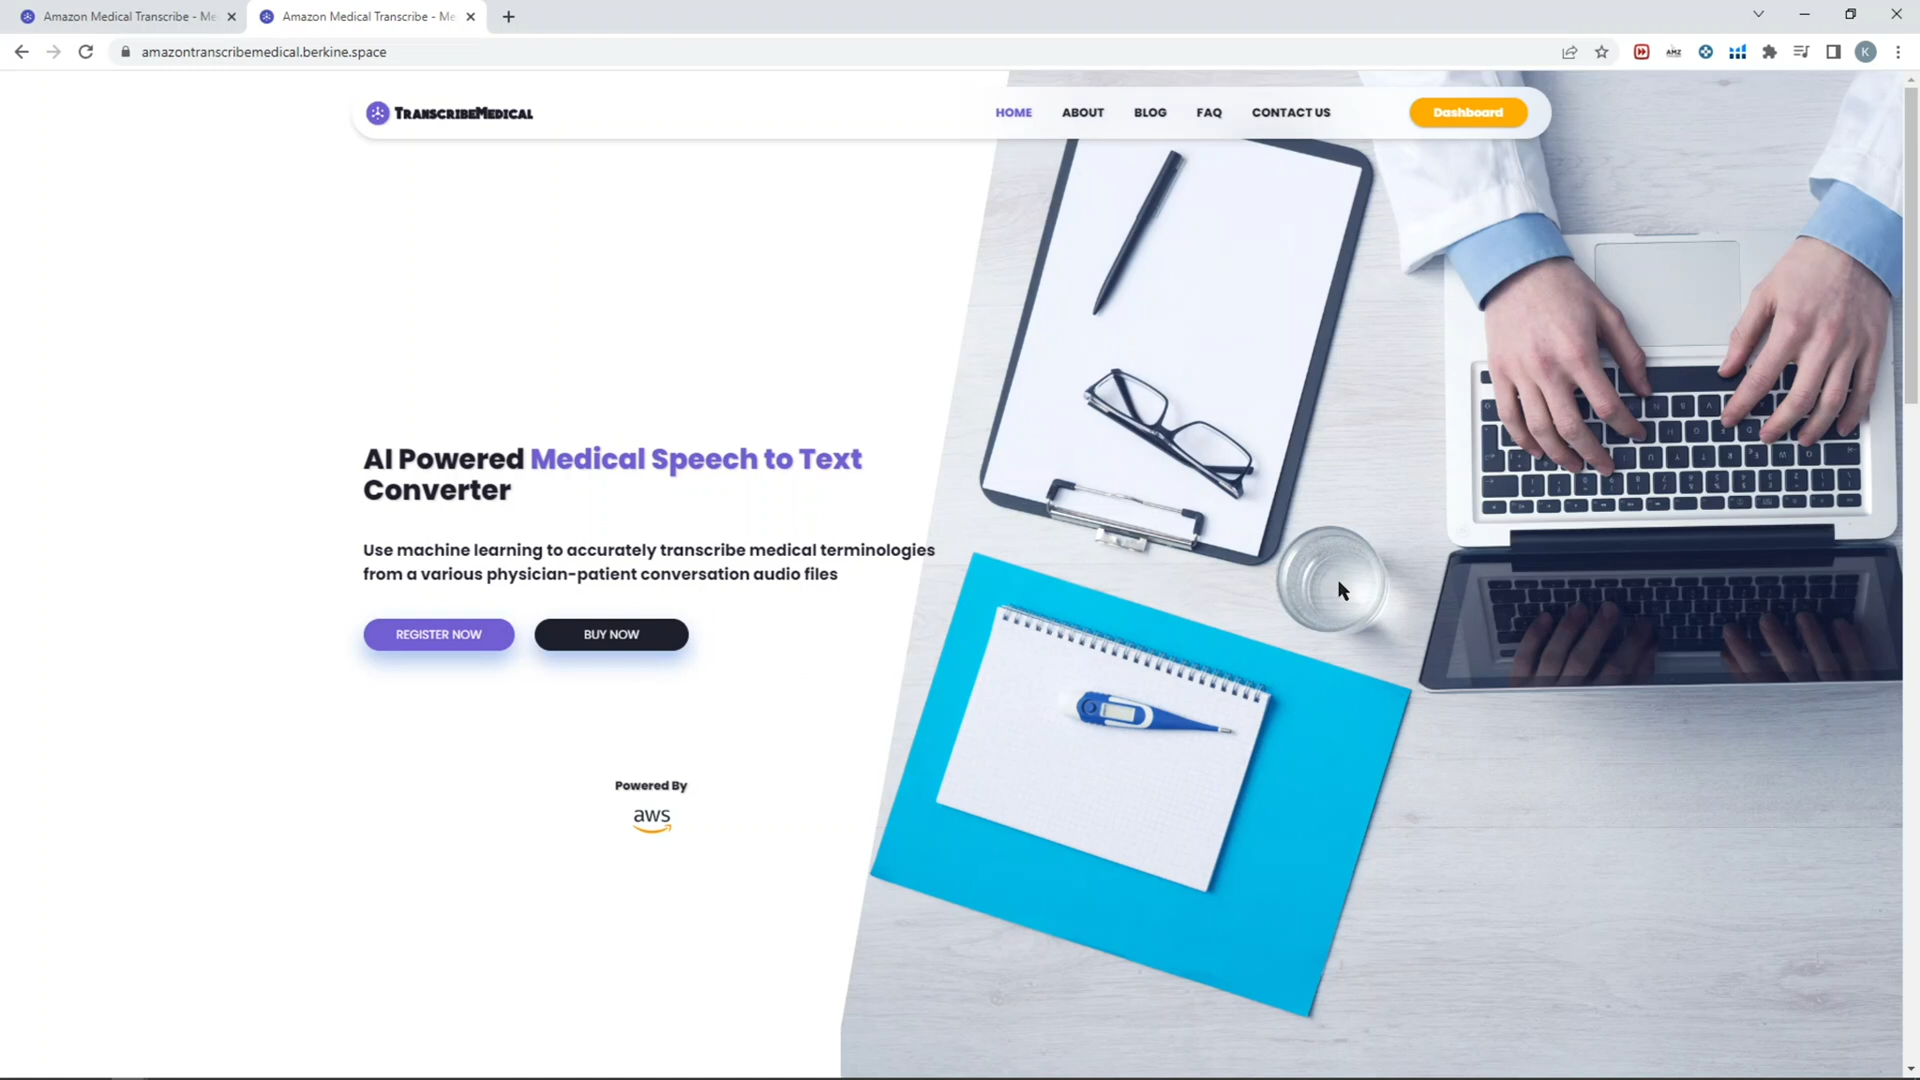 Amazon Medical Transcribe - Me
Amazon Medical Transcribe - Me
amazontranscribemedical.berkine.space
AMZ
K
TRANSCRIBEMEDICAL
HOME
ABOUT
BLOG
FAQ
CONTACT US
Dashboard
AI Powered Medical Speech to Text
Converter
Use machine learning to accurately transcribe medical terminologies
from a various physician-patient conversation audio files
REGISTER NOW
BUY NOW
Powered By
aws